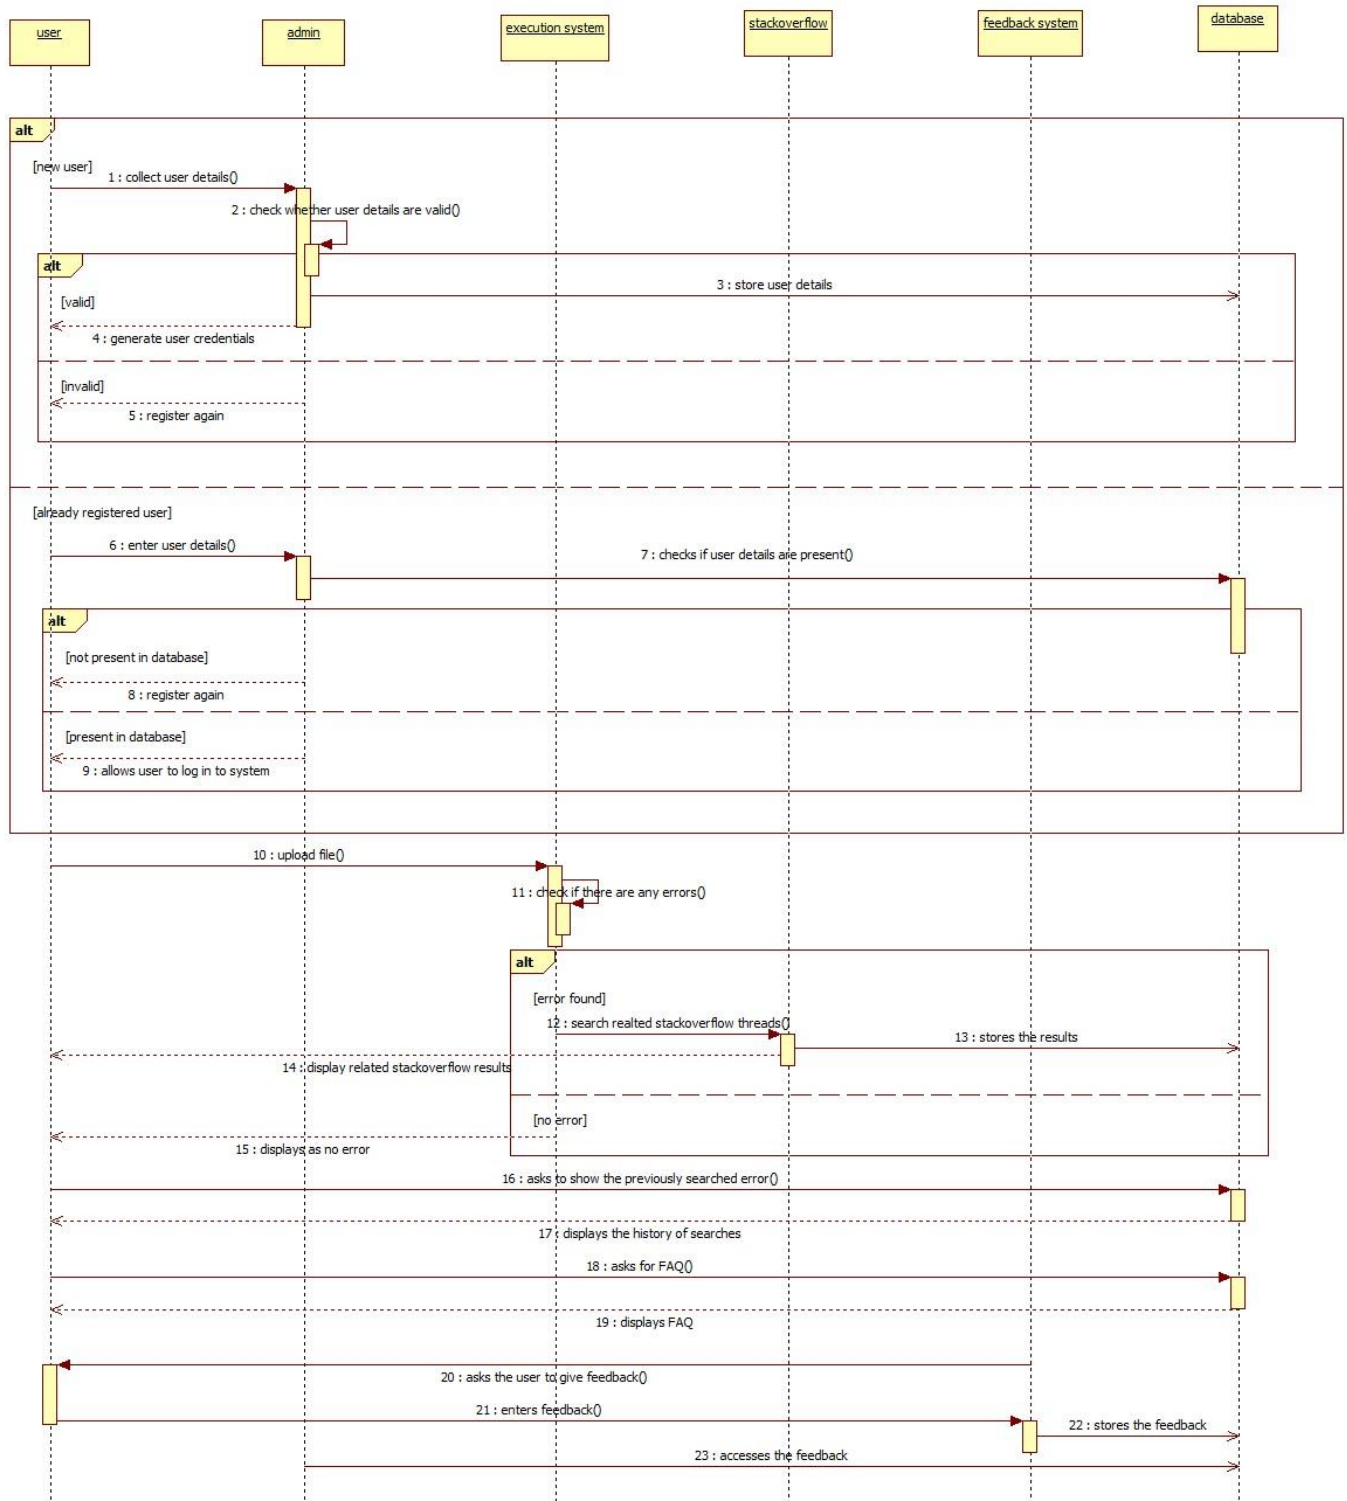 user
admin
execution system
stackoverflow
feedback system
database
alt
[new user]
1 : collect user details()
2 : check whether user details are valid()
alt
3 : store user details
[valid]
4 : generate user credentials
[invalid]
5 : register again
[already registered user]
6 : enter user details()
7 : checks if user details are present()
alt
[not present in database]
8 : register again
[present in database]
9 : allows user to log in to system
10 : upload file()
11 : check if there are any errors()
alt
[error found]
12 : search realted stackoverflow threads()
13 : stores the results
14 : display related stackoverflow results
[no error]
15 : displays as no error
16 : asks to show the previously searched error()
17 : displays the history of searches
18 : asks for FAQ()
19 : displays FAQ
20 : asks the user to give feedback()
21 : enters feedback()
22 : stores the feedback
23 : accesses the feedback